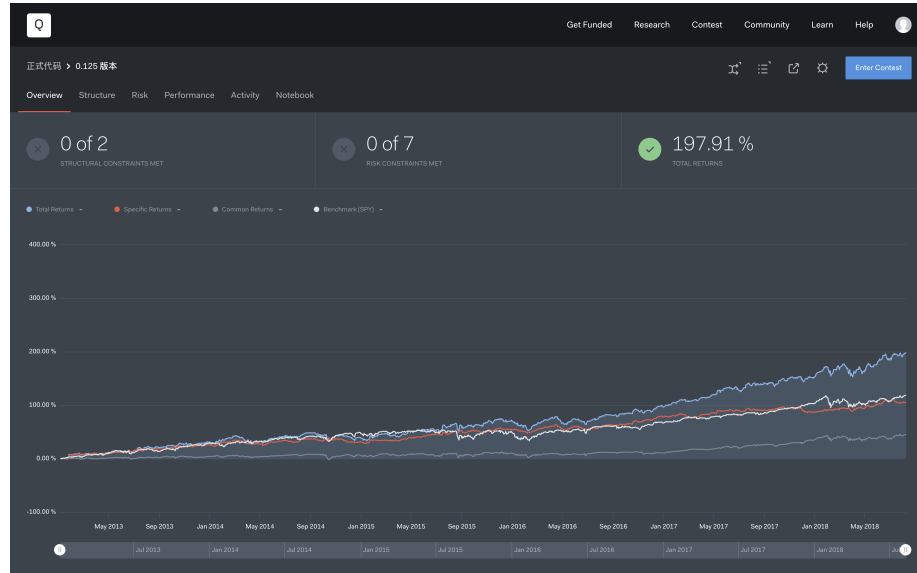 Q
Get Funded Research Contest Community Learn Help
正式代码 > 0.125 版本
Enter Contest
Overview Structure Risk Performance Activity Notebook
0 of 2
STRUCTURAL CONSTRAINTS MET
0 of 7
RISK CONSTRAINTS MET
197.91 %
TOTAL RETURNS
Total Returns – Specific Returns – Common Returns – Benchmark (SPY) –
400.00 %
300.00 %
200.00 %
100.00 %
0.00 %
-100.00 %
May 2013 Sep 2013 Jan 2014 May 2014 Sep 2014 Jan 2015 May 2015 Sep 2015 Jan 2016 May 2016 Sep 2016 Jan 2017 May 2017 Sep 2017 Jan 2018 May 2018
Jul 2013 Jan 2014 Jul 2014 Jan 2015 Jul 2015 Jan 2016 Jul 2016 Jan 2017 Jul 2017 Jan 2018